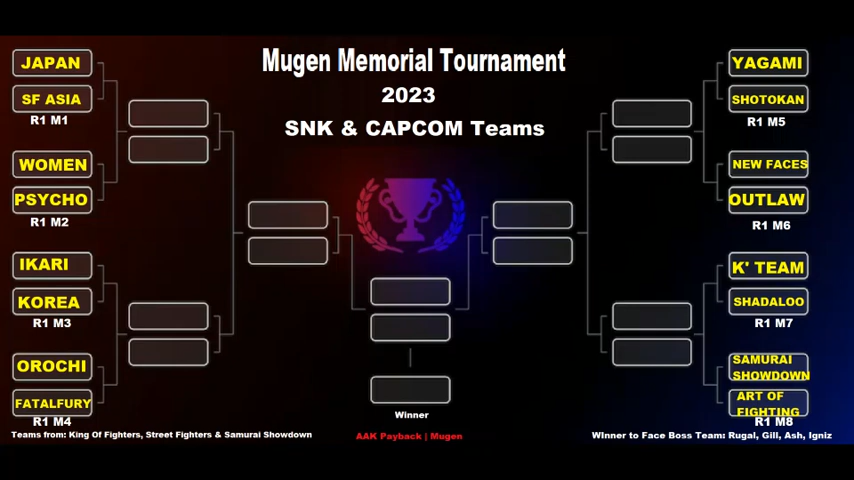 Mugen Memorial Tournament
2023
SNK & CAPCOM Teams
JAPAN
SF ASIA
R1 M1
WOMEN
PSYCHO
R1 M2
IKARI
KOREA
R1 M3
OROCHI
FATALFURY
R1 M4
YAGAMI
SHOTOKAN
R1 M5
NEW FACES
OUTLAW
R1 M6
K' TEAM
SHADALOO
R1 M7
SAMURAI
SHOWDOWN
ART OF
FIGHTING
R1 M8
Winner
Teams from: King Of Fighters, Street Fighters & Samurai Showdown
AAK Payback | Mugen
WInner to Face Boss Team: Rugal, Gill, Ash, Igniz